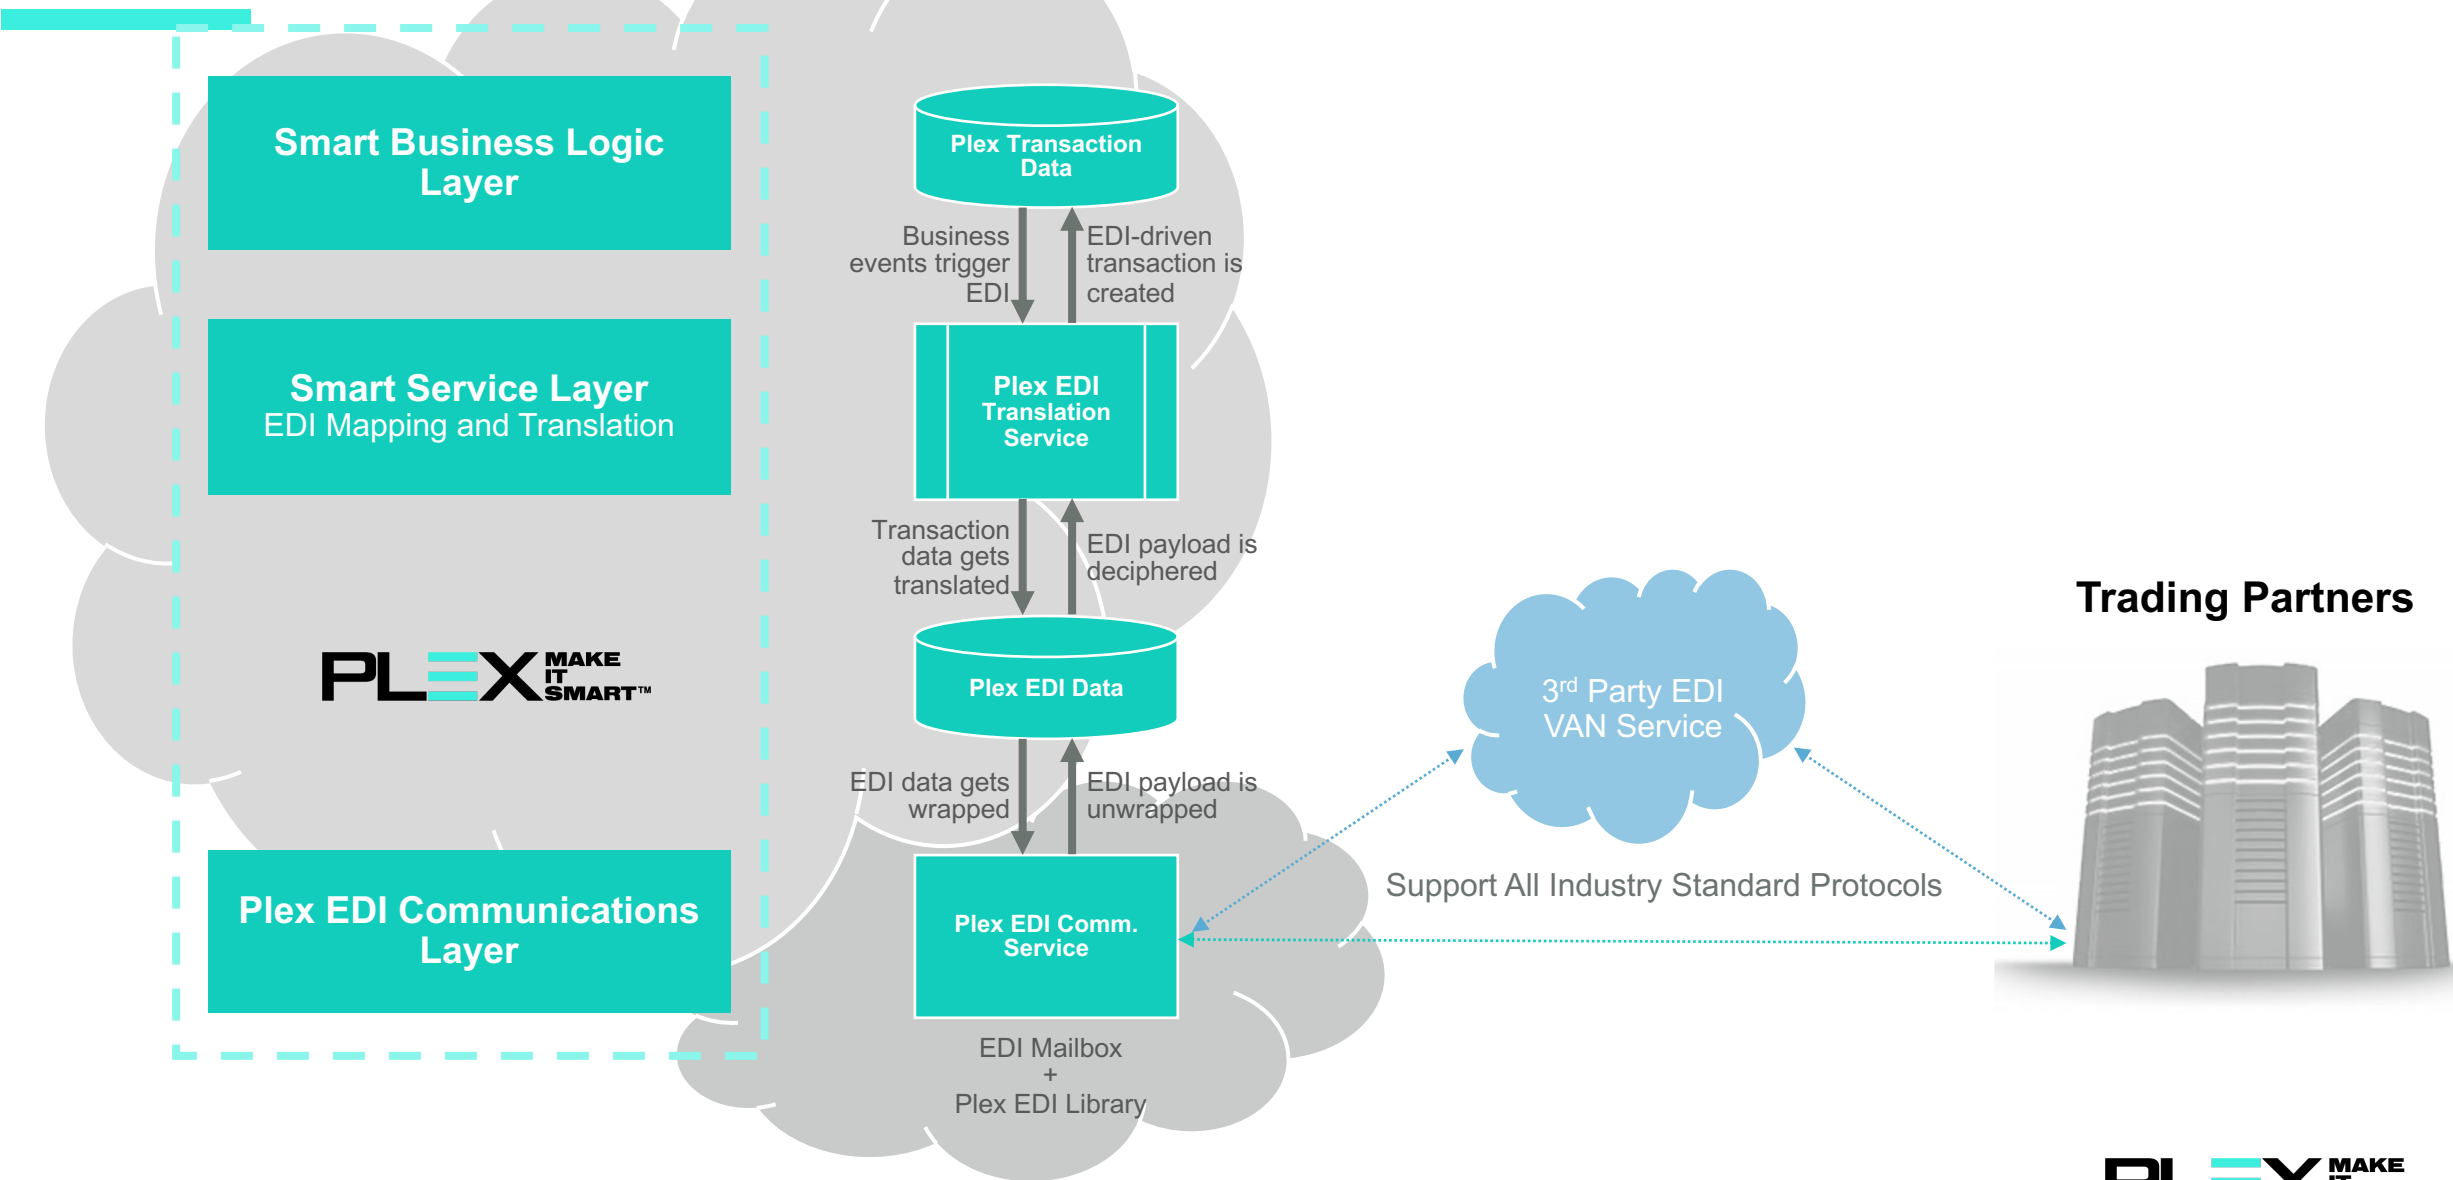 Smart Business Logic
Layer
Smart Service Layer
EDI Mapping and Translation
PLEX MAKE
IT
SMART™
Plex EDI Communications
Layer
Plex Transaction
Data
Business
events trigger
EDI
EDI-driven
transaction is
created
Plex EDI
Translation
Service
Transaction
data gets
translated
EDI payload is
deciphered
Plex EDI Data
EDI data gets
wrapped
EDI payload is
unwrapped
Plex EDI Comm.
Service
EDI Mailbox
+
Plex EDI Library
3rd Party EDI
VAN Service
Support All Industry Standard Protocols
Trading Partners
PLEX MAKE
IT